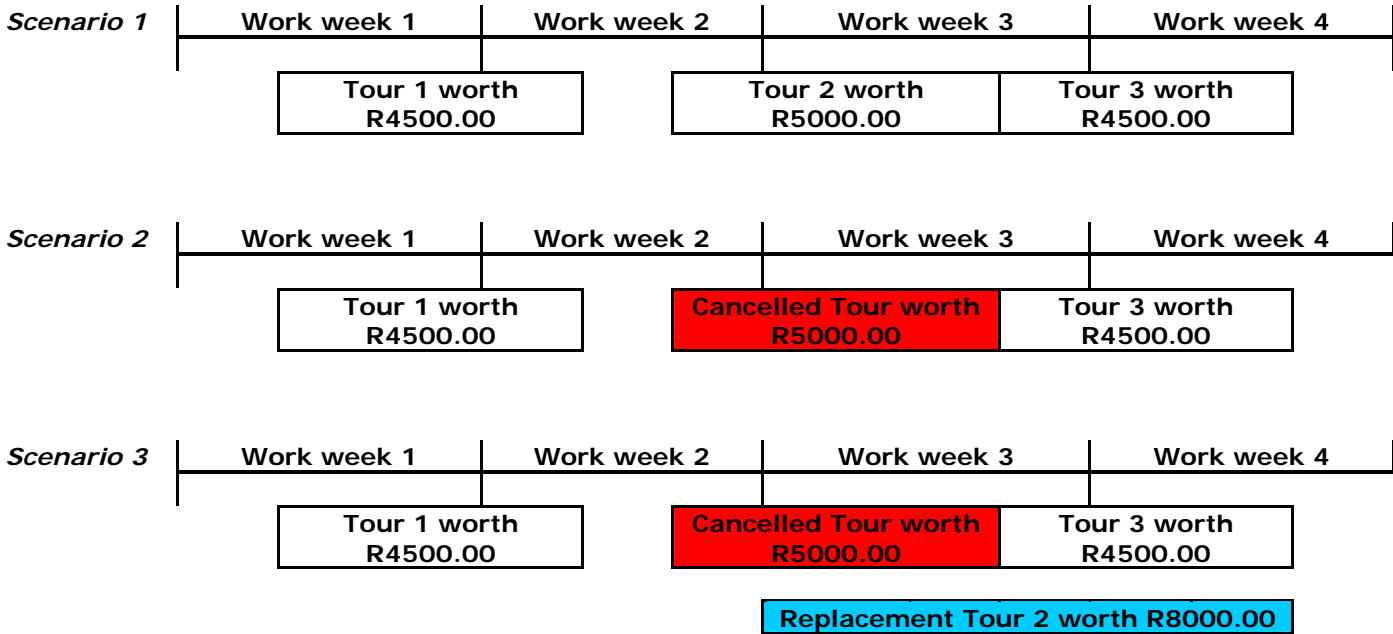 Scenario 1 Work week 1 Work week 2 Work week 3 Work week 4
Tour 1 worth Tour 2 worth Tour 3 worth
R4500.00 R5000.00 R4500.00
Scenario 2 Work week 1 Work week 2 Work week 3 Work week 4
Tour 1 worth Cancelled Tour worth Tour 3 worth
R4500.00 R5000.00 R4500.00
Scenario 3 Work week 1 Work week 2 Work week 3 Work week 4
Tour 1 worth Cancelled Tour worth Tour 3 worth
R4500.00 R5000.00 R4500.00
Replacement Tour 2 worth R8000.00